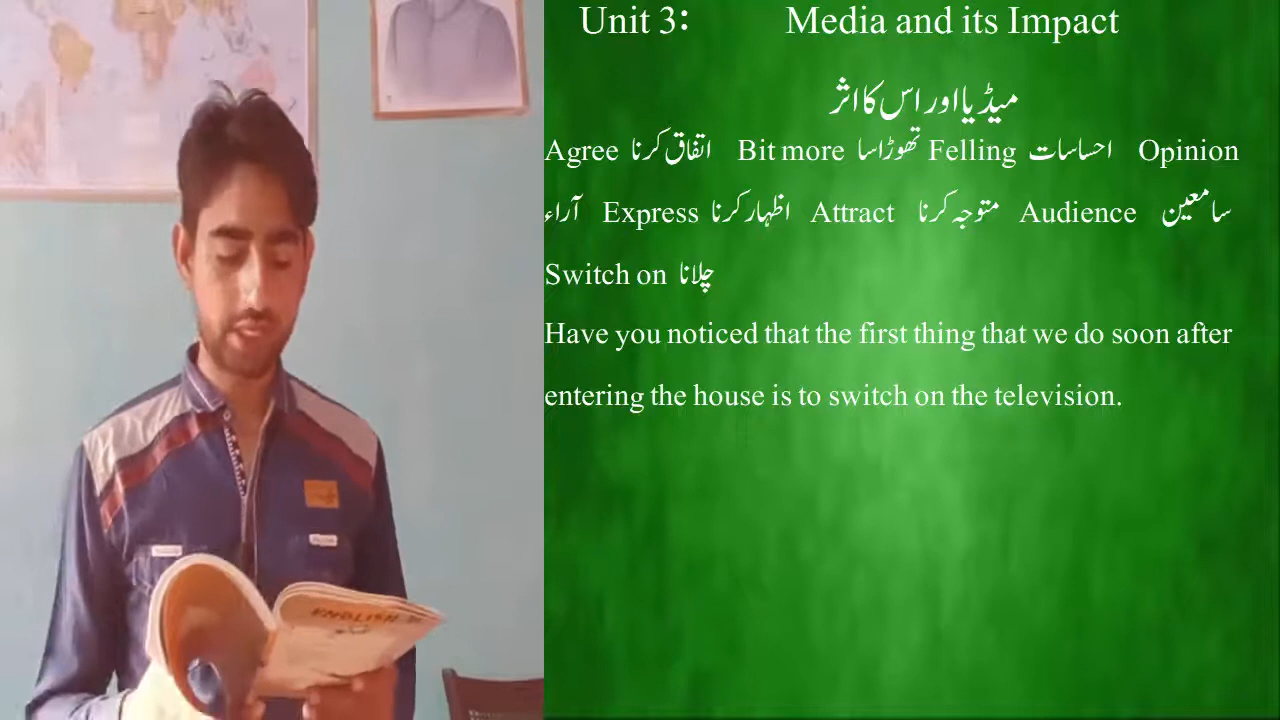 Unit 3: Media and its Impact
میڈیا اور اس کا اثر
Agree اتفاق کرنا Bit more تھوڑا سا Felling احساسات Opinion
آراء Express اظہار کرنا Attract متوجہ کرنا Audience سامعین
Switch on چلانا
Have you noticed that the first thing that we do soon after
entering the house is to switch on the television.